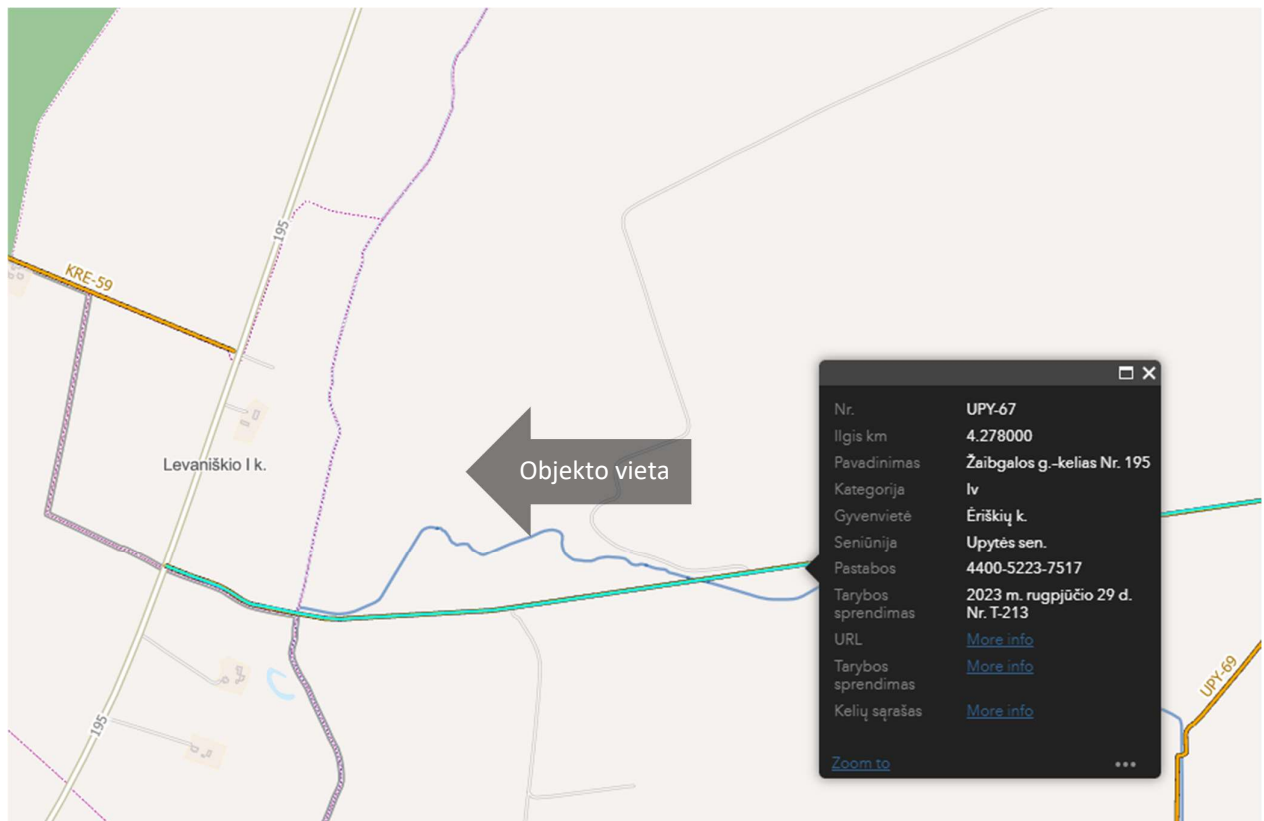 195
KRE-59
Levaniškio I k.
Objekto vieta
195
UPY-69
Nr. UPY-67
Ilgis km 4.278000
Pavadinimas Žaibgalos g.-kelias Nr. 195
Kategorija Iv
Gyvenvietė Ėriškių k.
Seniūnija Upytės sen.
Pastabos 4400-5223-7517
Tarybos sprendimas 2023 m. rugpjūčio 29 d.
Nr. T-213
URL More info
Tarybos sprendimas More info
Kelių sąrašas More info
Zoom to